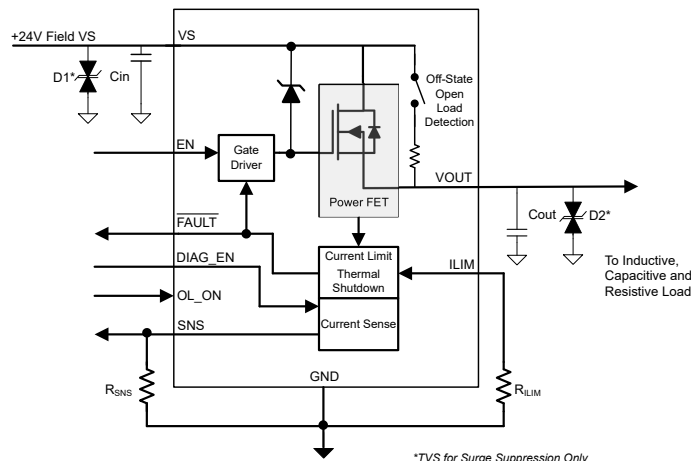 +24V Field VS
VS
D1*
Cin
Off-State
Open
Load
Detection
EN
Gate
Driver
VOUT
Power FET
FAULT
Cout
D2*
DIAG_EN
Current Limit
Thermal
Shutdown
ILIM
To Inductive,
Capacitive and
Resistive Load
OL_ON
SNS
Current Sense
GND
RSNS
RILIM
*TVS for Surge Suppression Only